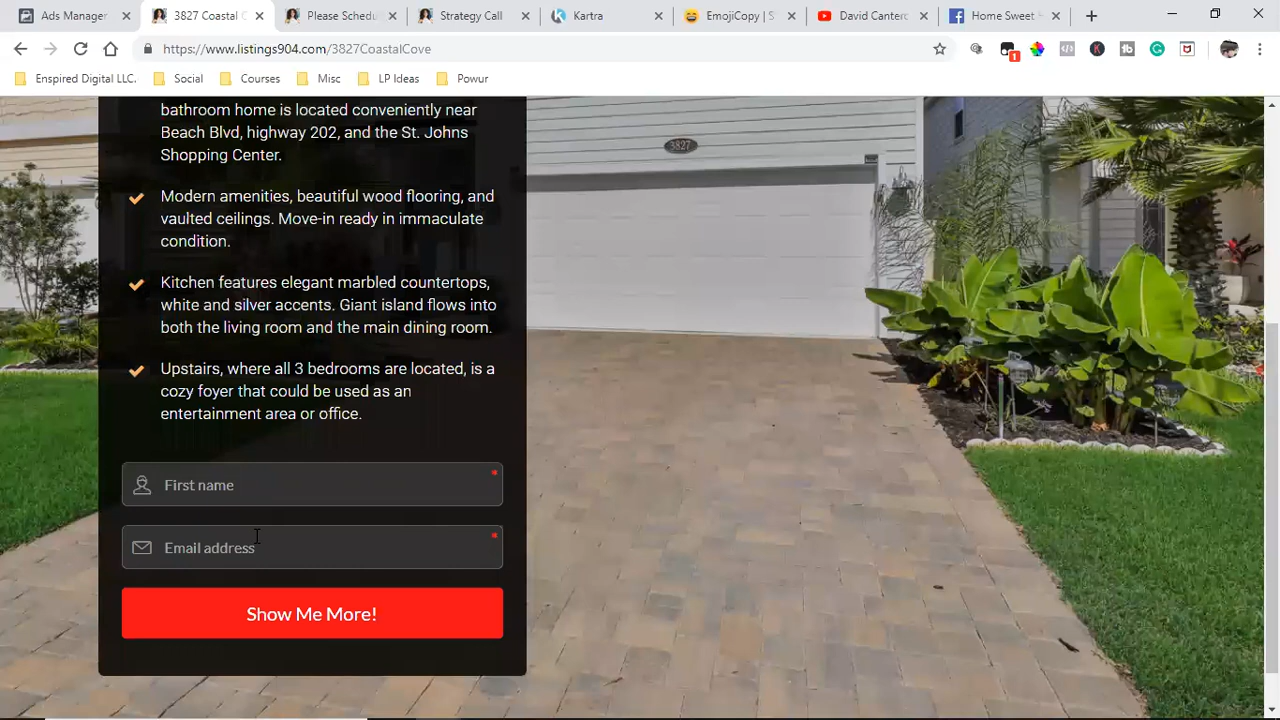 Ads Manager
3827 Coastal C
Please Schedu
Strategy Call
Kartra
EmojiCopy | S
David Canterc
Home Sweet H
https://www.listings904.com/3827CoastalCove
1
Enspired Digital LLC.
Social
Courses
Misc
LP Ideas
Powur
bathroom home is located conveniently near
Beach Blvd, highway 202, and the St. Johns
Shopping Center.
Modern amenities, beautiful wood flooring, and
vaulted ceilings. Move-in ready in immaculate
condition.
Kitchen features elegant marbled countertops,
white and silver accents. Giant island flows into
both the living room and the main dining room.
Upstairs, where all 3 bedrooms are located, is a
cozy foyer that could be used as an
entertainment area or office.
First name *
Email address *
Show Me More!
3827